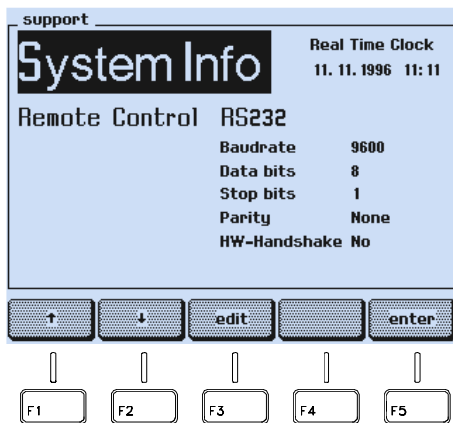 support
System Info
Real Time Clock
11. 11. 1996 11: 11
Remote Control RS232
Baudrate 9600
Data bits 8
Stop bits 1
Parity None
HW-Handshake No
↑ ↓ edit enter
F1 F2 F3 F4 F5